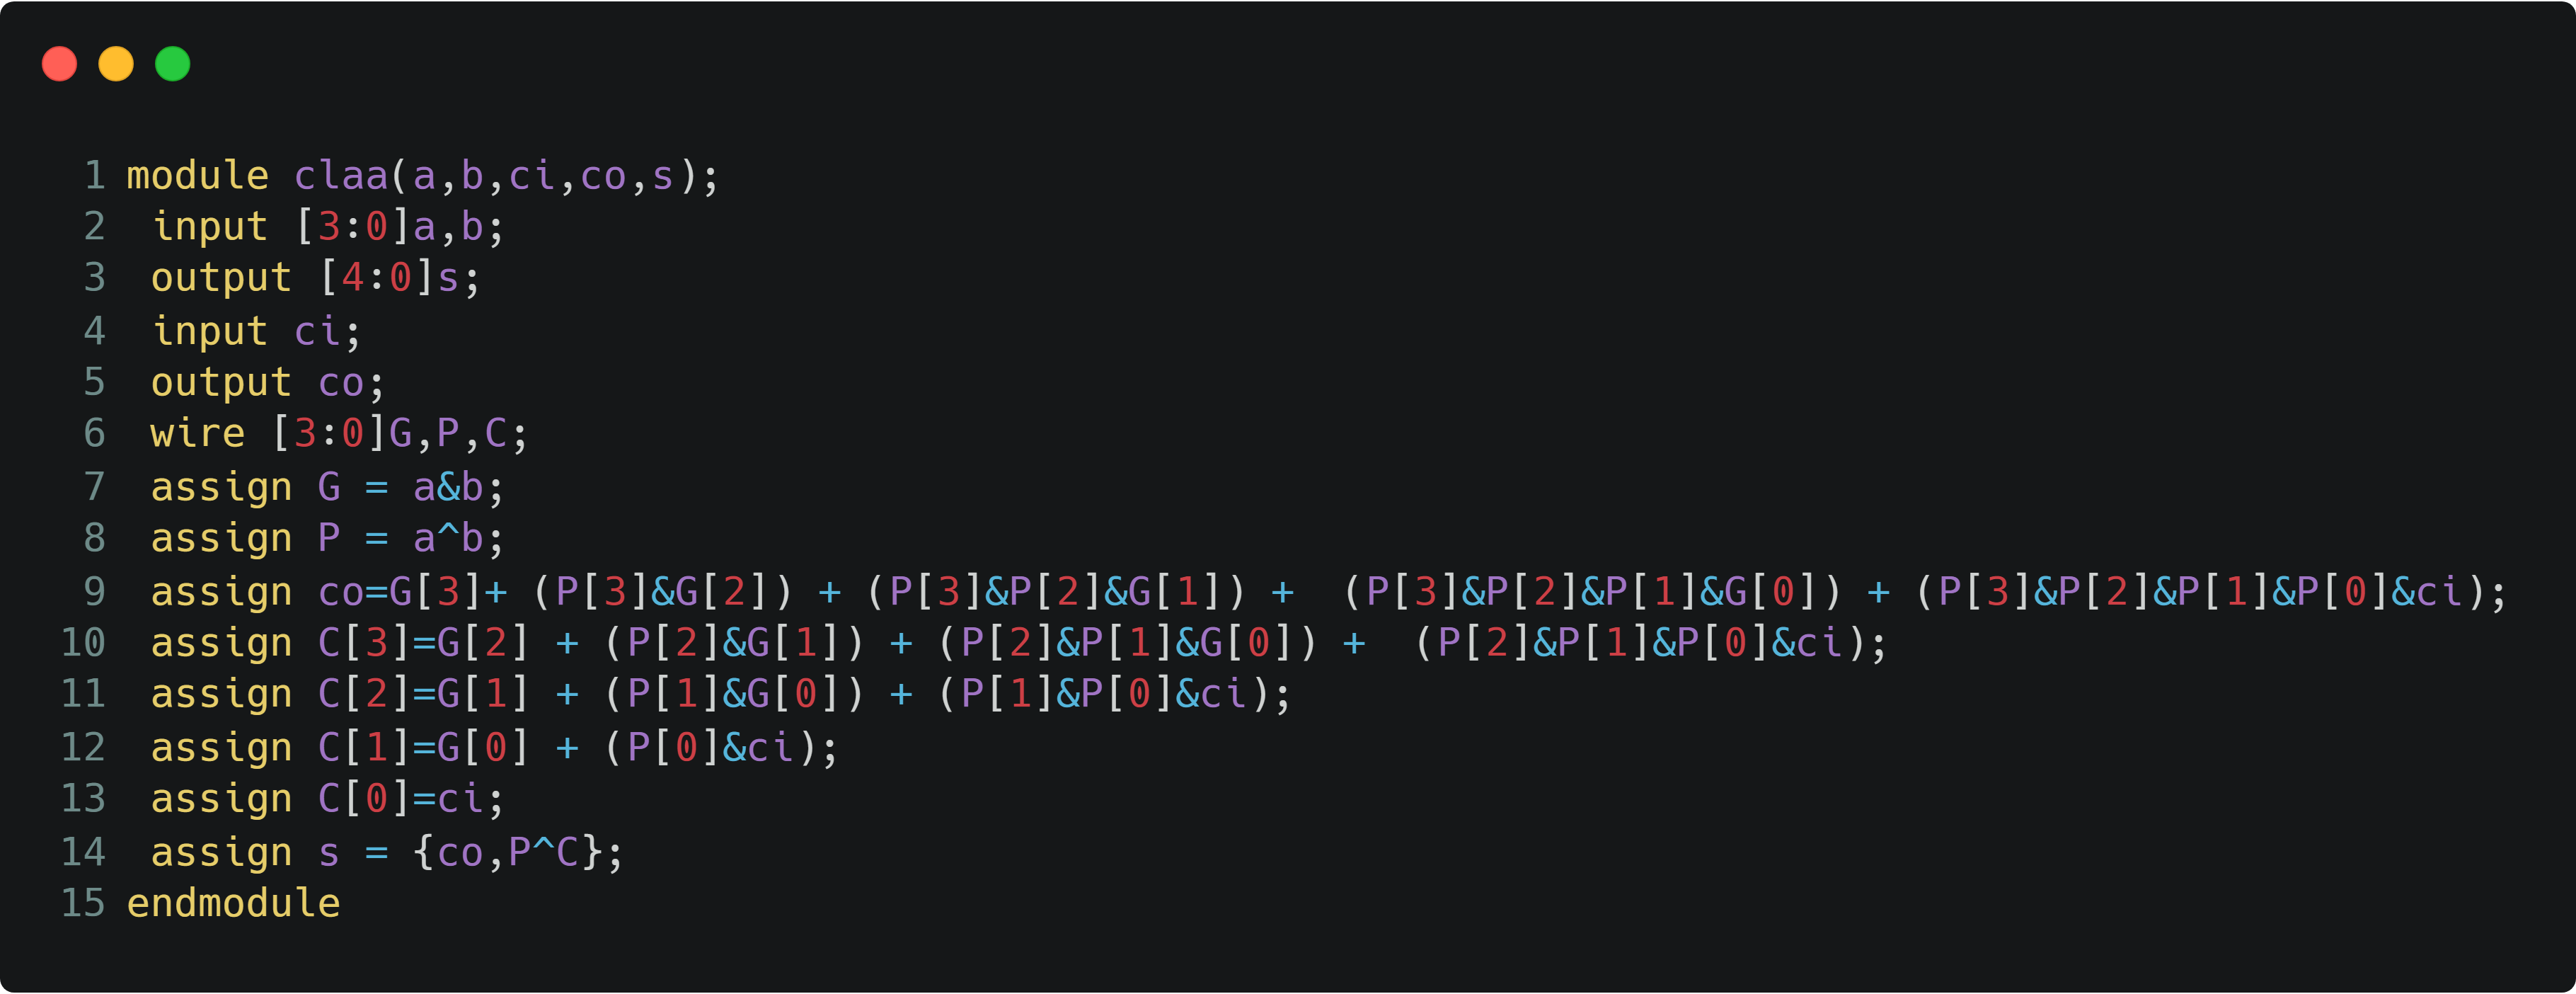 1 module claa(a,b,ci,co,s);
2  input [3:0]a,b;
3  output [4:0]s;
4  input ci;
5  output co;
6  wire [3:0]G,P,C;
7  assign G = a&b;
8  assign P = a^b;
9  assign co=G[3]+ (P[3]&G[2]) + (P[3]&P[2]&G[1]) +  (P[3]&P[2]&P[1]&G[0]) + (P[3]&P[2]&P[1]&P[0]&ci);
10  assign C[3]=G[2] + (P[2]&G[1]) + (P[2]&P[1]&G[0]) +  (P[2]&P[1]&P[0]&ci);
11  assign C[2]=G[1] + (P[1]&G[0]) + (P[1]&P[0]&ci);
12  assign C[1]=G[0] + (P[0]&ci);
13  assign C[0]=ci;
14  assign s = {co,P^C};
15 endmodule